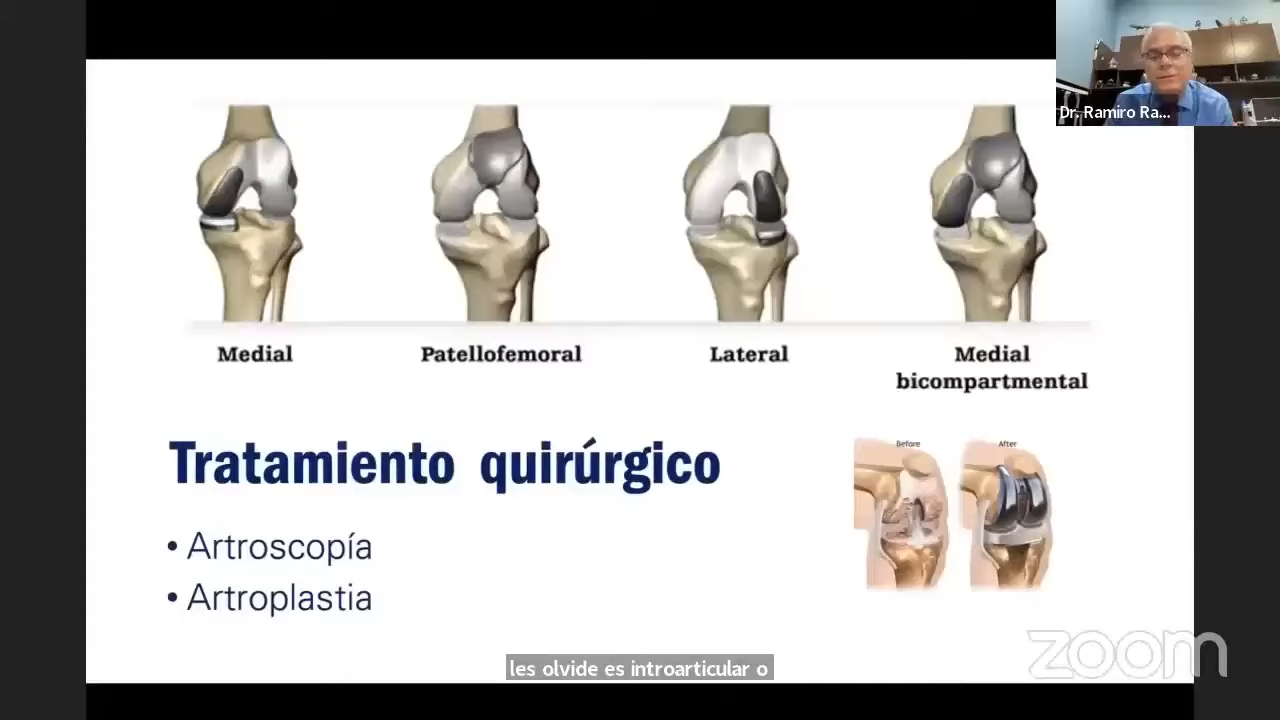 Dr. Ramiro Ra...
Medial
Patellofemoral
Lateral
Medial
bicompartmental
Tratamiento quirúrgico
Before
After
• Artroscopía
• Artroplastia
zoom
les olvide es introarticular o